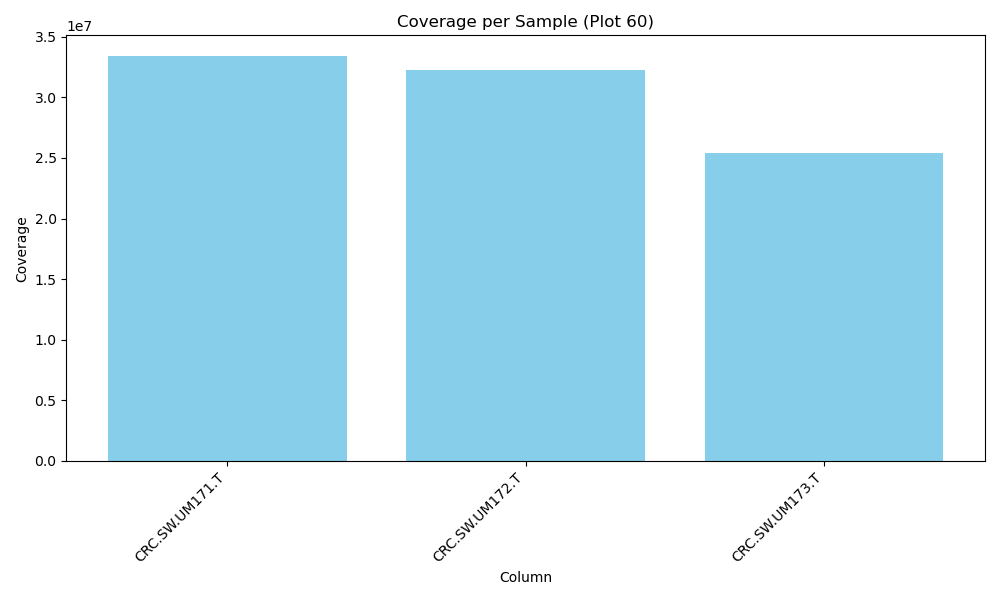 Coverage per Sample (Plot 60)
1e7
3.5
3.0
2.5
2.0
1.5
1.0
0.5
0.0
Coverage
CRC.SW.UM171.T
CRC.SW.UM172.T
CRC.SW.UM173.T
Column